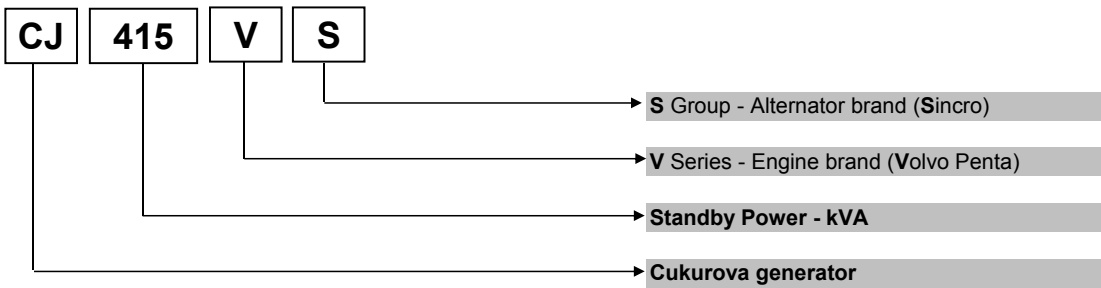 CJ 415 V S
S Group - Alternator brand (Sincro)
V Series - Engine brand (Volvo Penta)
Standby Power - kVA
Cukurova generator